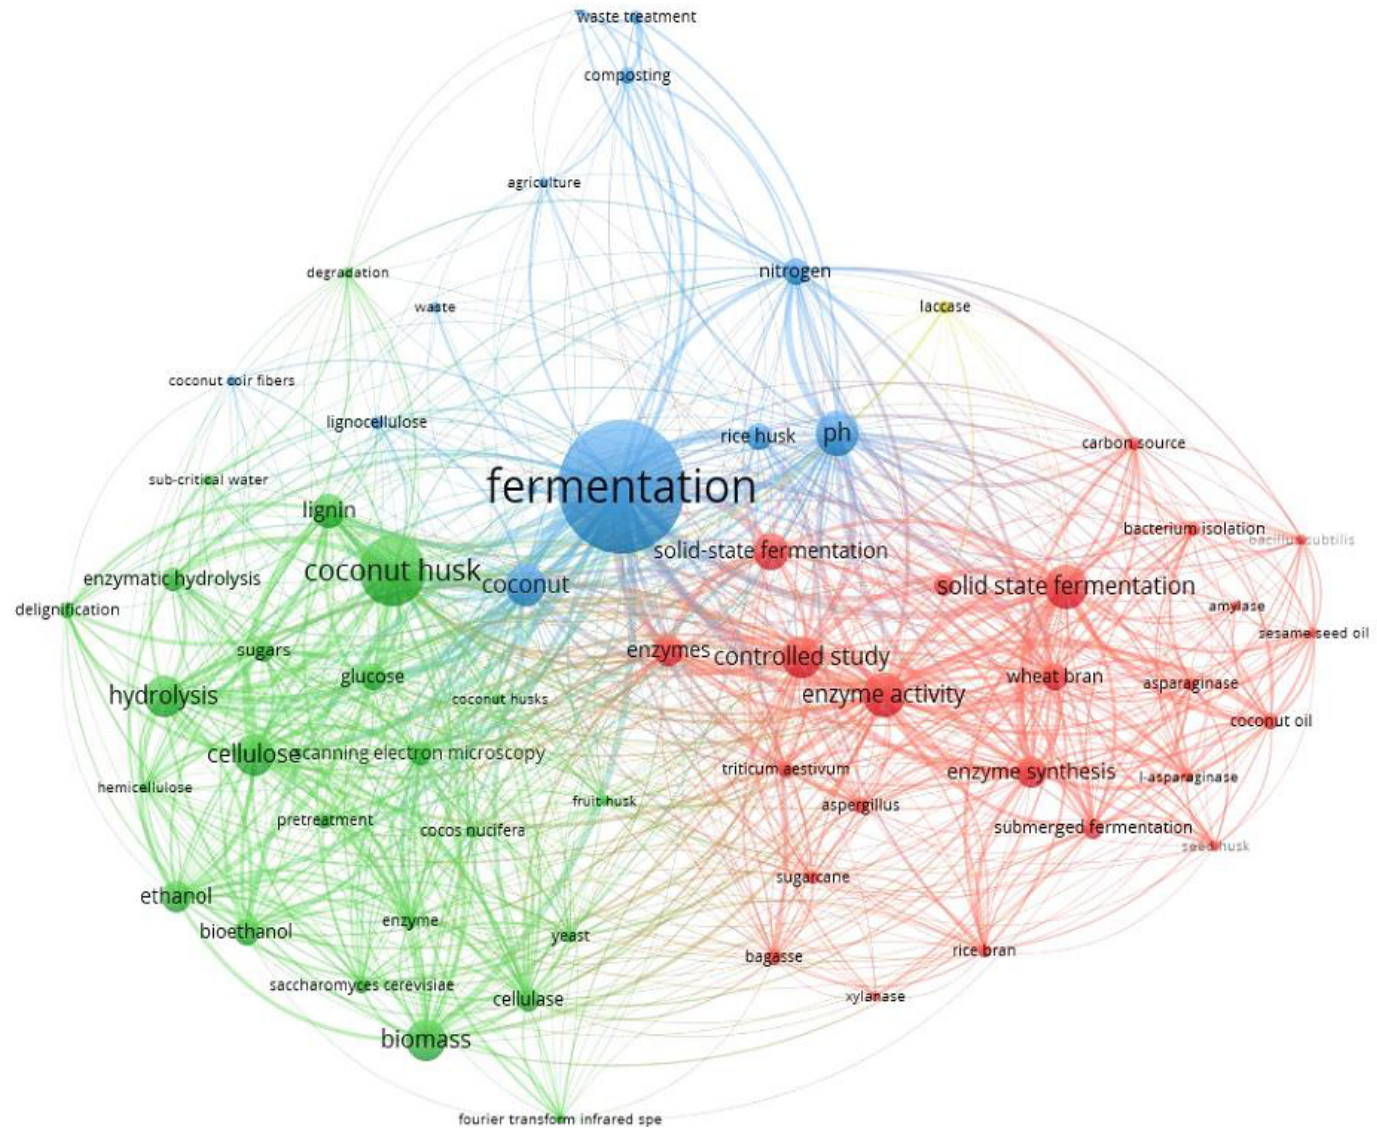 waste treatment
composting
agriculture
degradation
nitrogen
waste
laccase
coconut coir fibers
lignocellulose
rice husk
ph
carbon source
sub-critical water
fermentation
lignin
bacterium isolation
bacillus subtilis
solid-state fermentation
coconut husk
coconut
enzymatic hydrolysis
solid state fermentation
delignification
amylase
sesame seed oil
sugars
enzymes
controlled study
glucose
wheat bran
asparaginase
hydrolysis
coconut husks
enzyme activity
coconut oil
cellulose
scanning electron microscopy
triticum aestivum
enzyme synthesis
l-asparaginase
hemicellulose
fruit husk
aspergillus
pretreatment
cocos nucifera
submerged fermentation
seed husk
sugarcane
ethanol
enzyme
bioethanol
yeast
bagasse
rice bran
saccharomyces cerevisiae
cellulase
xylanase
biomass
fourier transform infrared spe